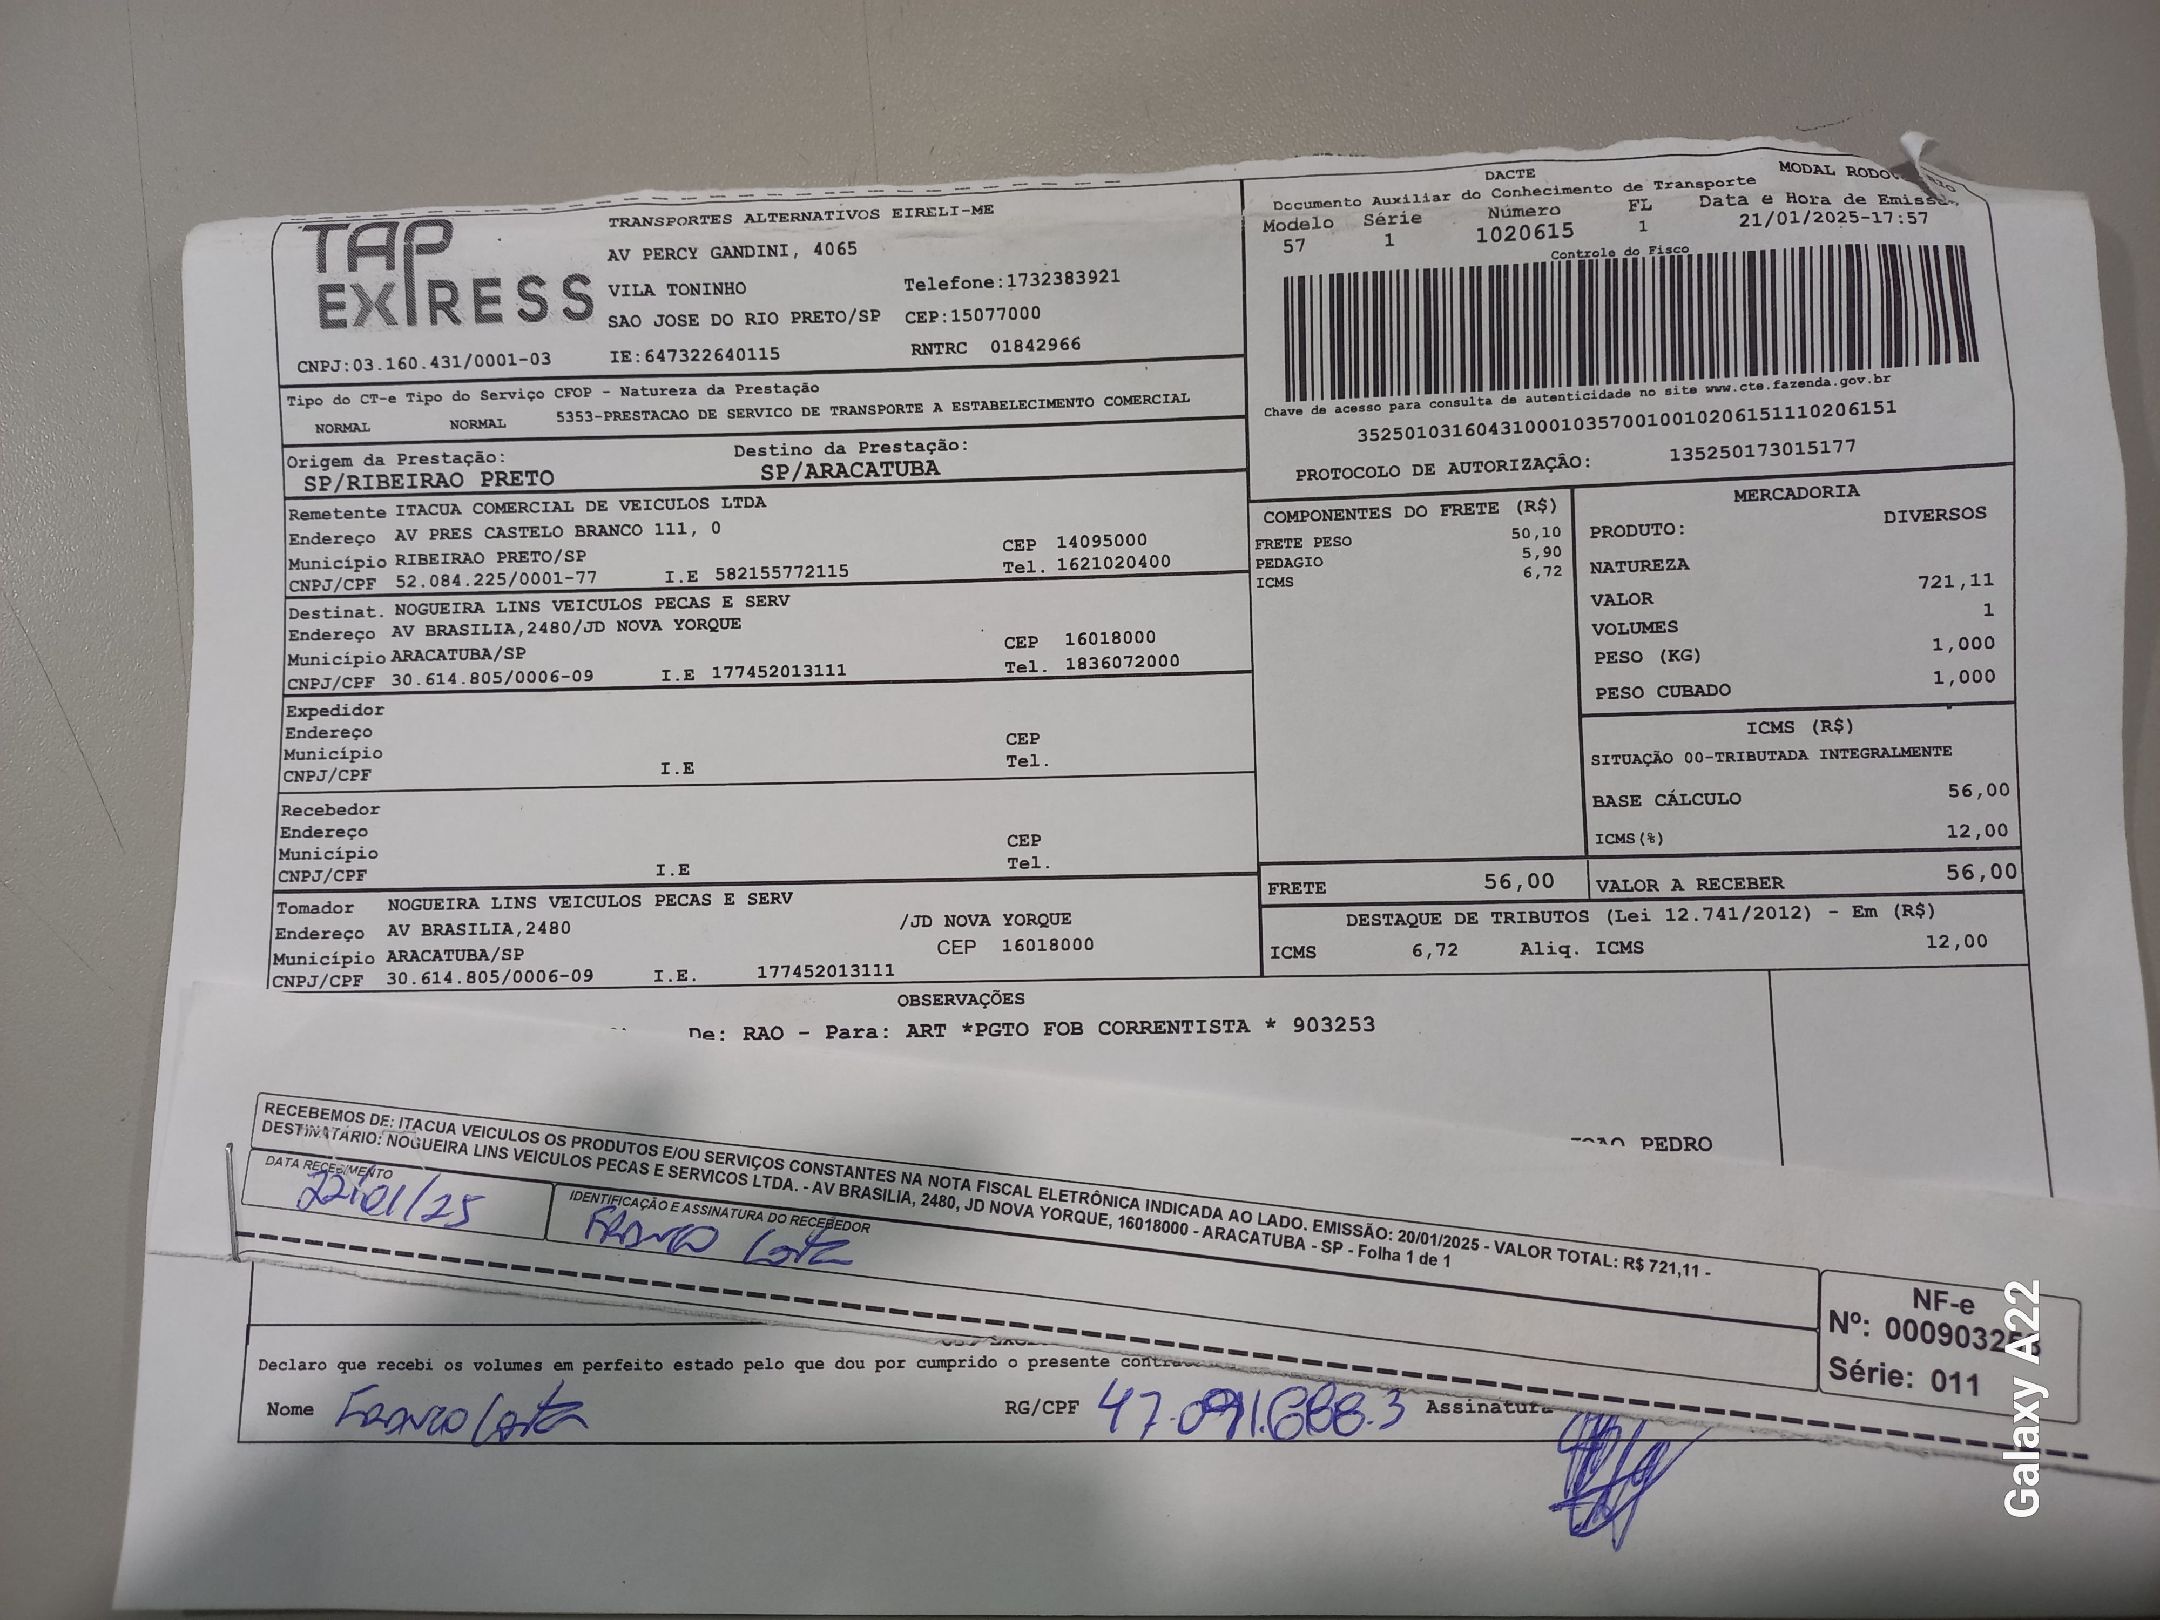 TAP EXPRESS
TRANSPORTES ALTERNATIVOS EIRELI-ME
AV PERCY GANDINI, 4065
VILA TONINHO Telefone:1732383921
SAO JOSE DO RIO PRETO/SP CEP:15077000
CNPJ:03.160.431/0001-03 IE:647322640115 RNTRC 01842966
DACTE MODAL RODO
Documento Auxiliar do Conhecimento de Transporte
Modelo Série Número FL Data e Hora de Emiss
57 1 1020615 1 21/01/2025-17:57
Controle do Fisco
Chave de acesso para consulta de autenticidade no site www.cte.fazenda.gov.br
35250103160431000103570010010206151110206151
PROTOCOLO DE AUTORIZAÇÃO: 135250173015177
Tipo do CT-e Tipo do Serviço CFOP - Natureza da Prestação
NORMAL NORMAL 5353-PRESTACAO DE SERVICO DE TRANSPORTE A ESTABELECIMENTO COMERCIAL
Origem da Prestação: Destino da Prestação:
SP/RIBEIRAO PRETO SP/ARACATUBA
Remetente ITACUA COMERCIAL DE VEICULOS LTDA
Endereço AV PRES CASTELO BRANCO 111, 0
Município RIBEIRAO PRETO/SP CEP 14095000
CNPJ/CPF 52.084.225/0001-77 I.E 582155772115 Tel. 1621020400
Destinat. NOGUEIRA LINS VEICULOS PECAS E SERV
Endereço AV BRASILIA,2480/JD NOVA YORQUE
Município ARACATUBA/SP CEP 16018000
CNPJ/CPF 30.614.805/0006-09 I.E 177452013111 Tel. 1836072000
Expedidor
Endereço
Município CEP
CNPJ/CPF I.E Tel.
Recebedor
Endereço
Município CEP
CNPJ/CPF I.E Tel.
Tomador NOGUEIRA LINS VEICULOS PECAS E SERV
Endereço AV BRASILIA,2480 /JD NOVA YORQUE
Município ARACATUBA/SP CEP 16018000
CNPJ/CPF 30.614.805/0006-09 I.E. 177452013111
COMPONENTES DO FRETE (R$)
FRETE PESO 50,10
PEDAGIO 5,90
ICMS 6,72
MERCADORIA
PRODUTO: DIVERSOS
NATUREZA
VALOR 721,11
VOLUMES 1
PESO (KG) 1,000
PESO CUBADO 1,000
ICMS (R$)
SITUAÇÃO 00-TRIBUTADA INTEGRALMENTE
BASE CÁLCULO 56,00
ICMS(%) 12,00
FRETE 56,00 VALOR A RECEBER 56,00
DESTAQUE DE TRIBUTOS (Lei 12.741/2012) - Em (R$)
ICMS 6,72 Aliq. ICMS 12,00
OBSERVAÇÕES
De: RAO - Para: ART *PGTO FOB CORRENTISTA * 903253
PEDRO
RECEBEMOS DE: ITACUA VEICULOS OS PRODUTOS E/OU SERVIÇOS CONSTANTES NA NOTA FISCAL ELETRÔNICA INDICADA AO LADO. EMISSÃO: 20/01/2025 - VALOR TOTAL: R$ 721,11 -
DESTINATÁRIO: NOGUEIRA LINS VEICULOS PECAS E SERVICOS LTDA. - AV BRASILIA, 2480, JD NOVA YORQUE, 16018000 - ARACATUBA - SP - Folha 1 de 1
DATA RECEBIMENTO IDENTIFICAÇÃO E ASSINATURA DO RECEBEDOR
22/01/25
NF-e
Nº: 00090325
Série: 011
Declaro que recebi os volumes em perfeito estado pelo que dou por cumprido o presente
Nome RG/CPF 47.091.688.3 Assinatura
Galaxy A22